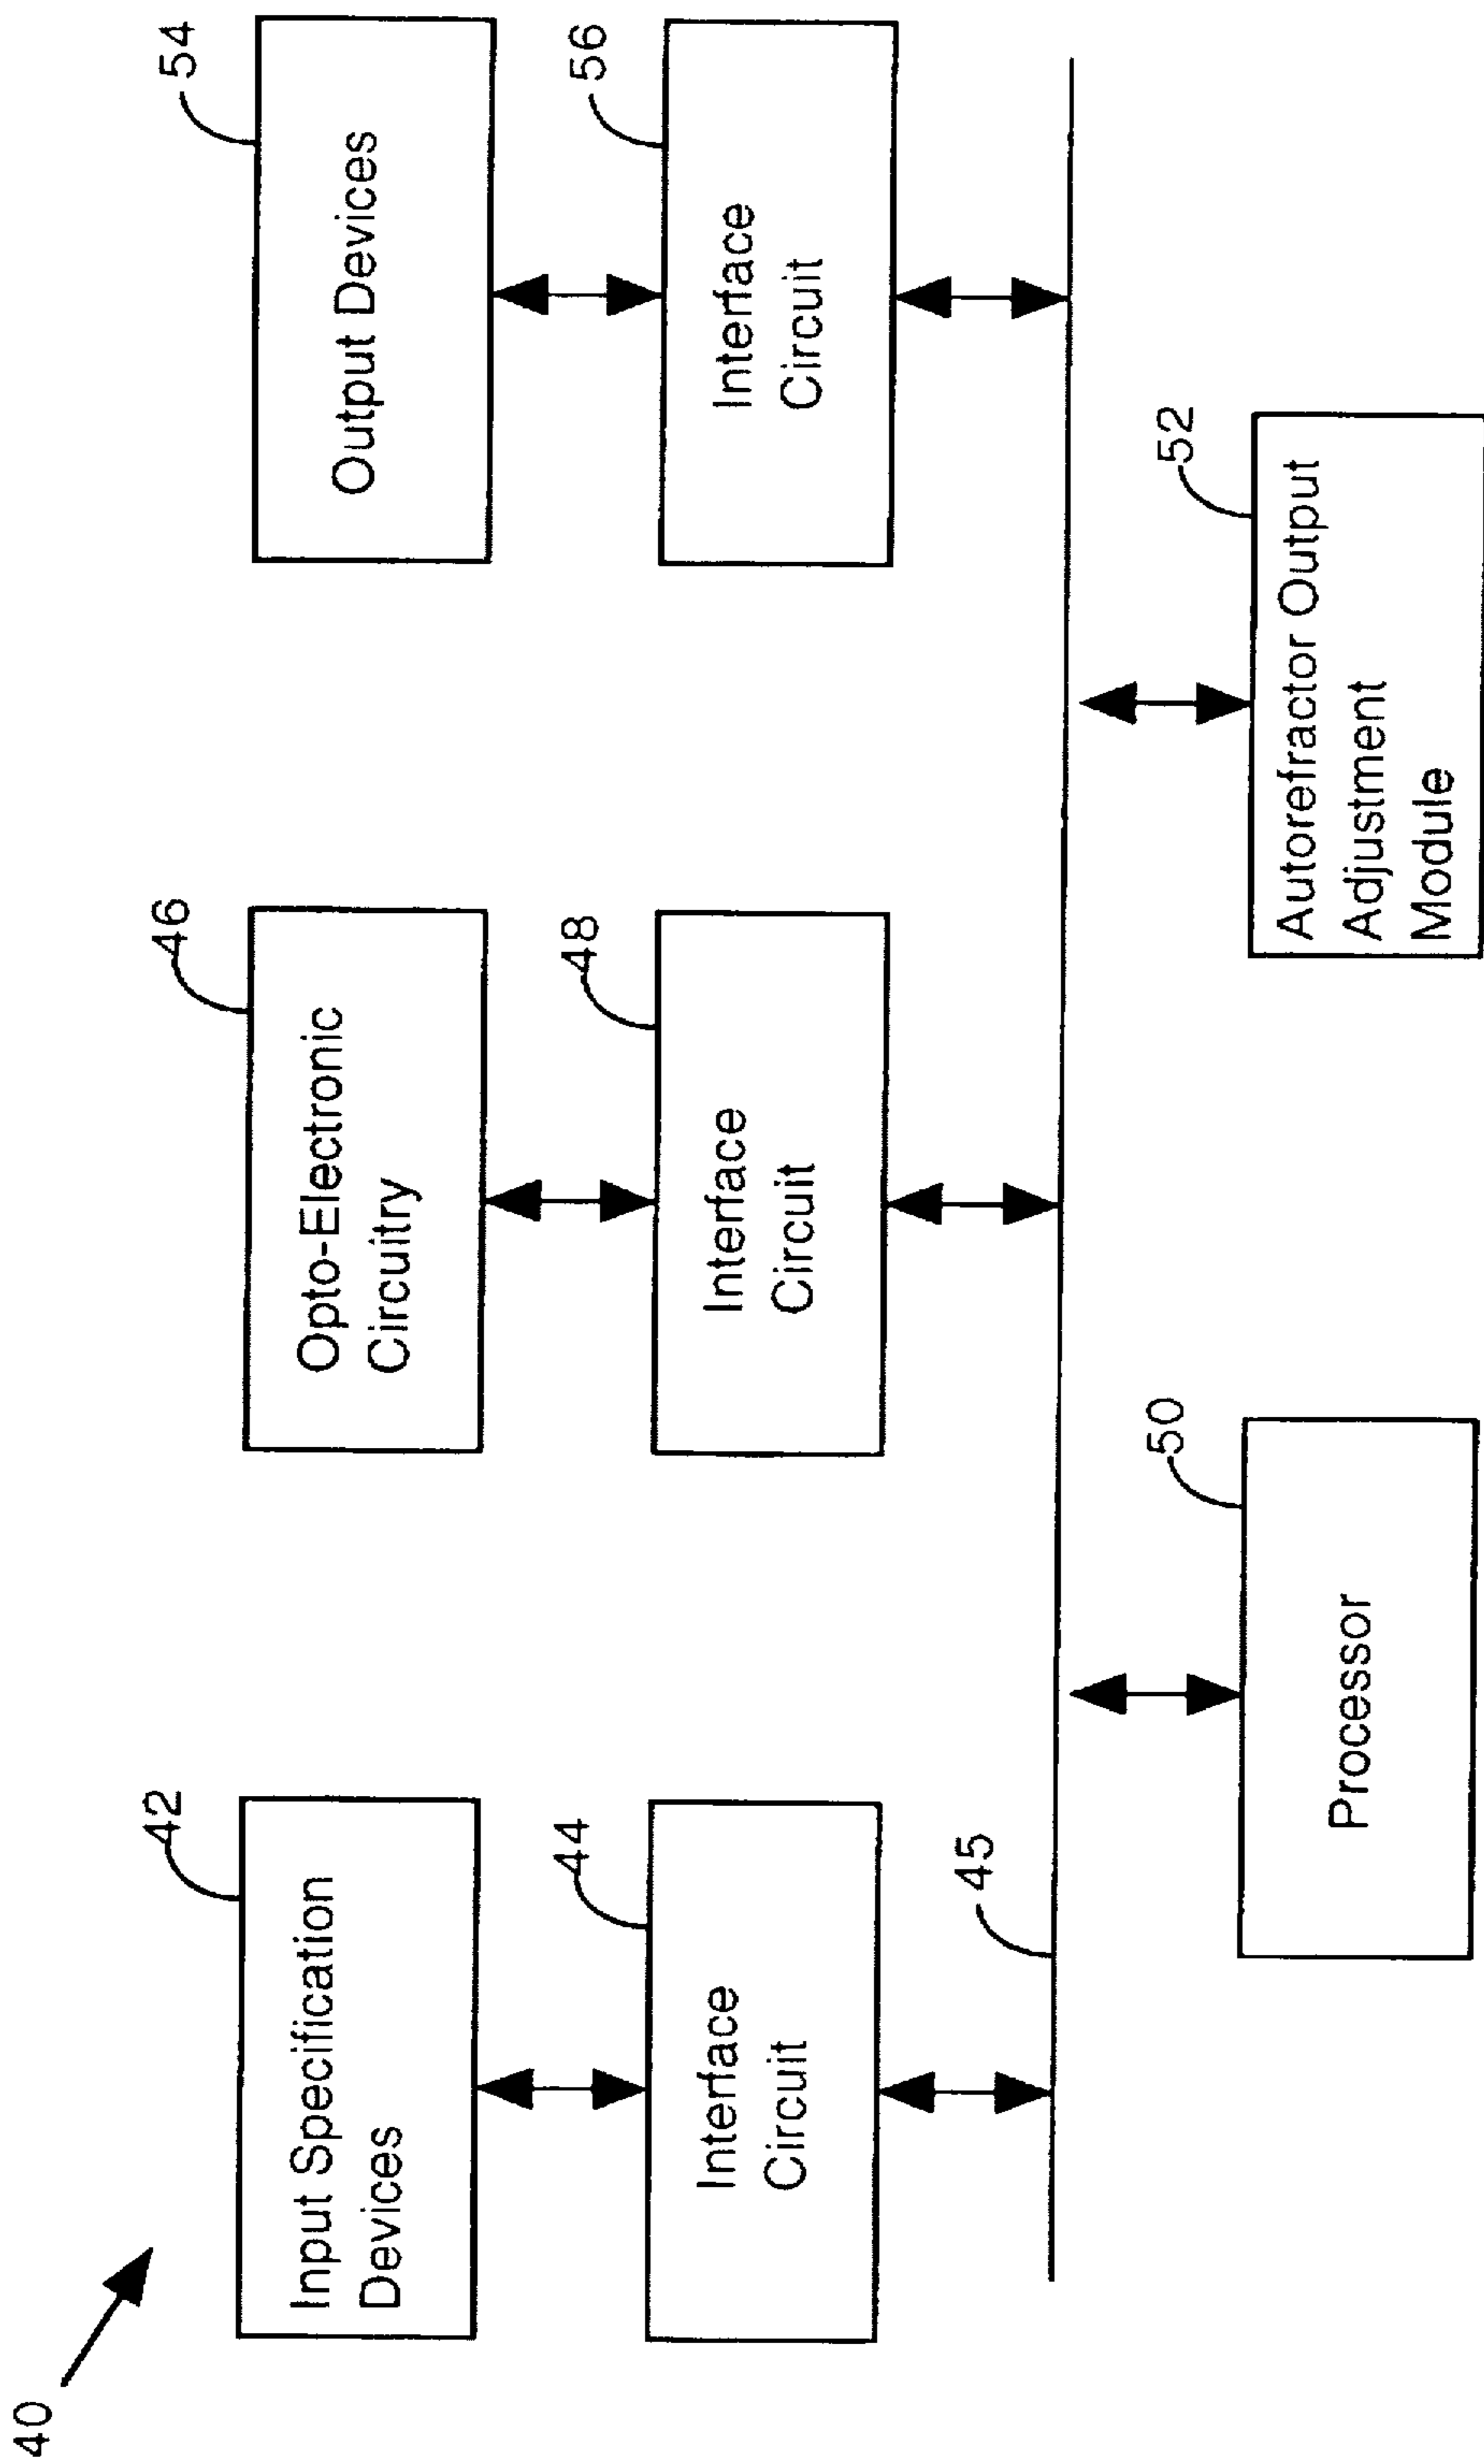 40
42
Input Specification
Devices
46
Opto-Electronic
Circuitry
54
Output Devices
44
Interface
Circuit
48
Interface
Circuit
56
Interface
Circuit
45
50
Processor
52
Autorefractor Output
Adjustment
Module